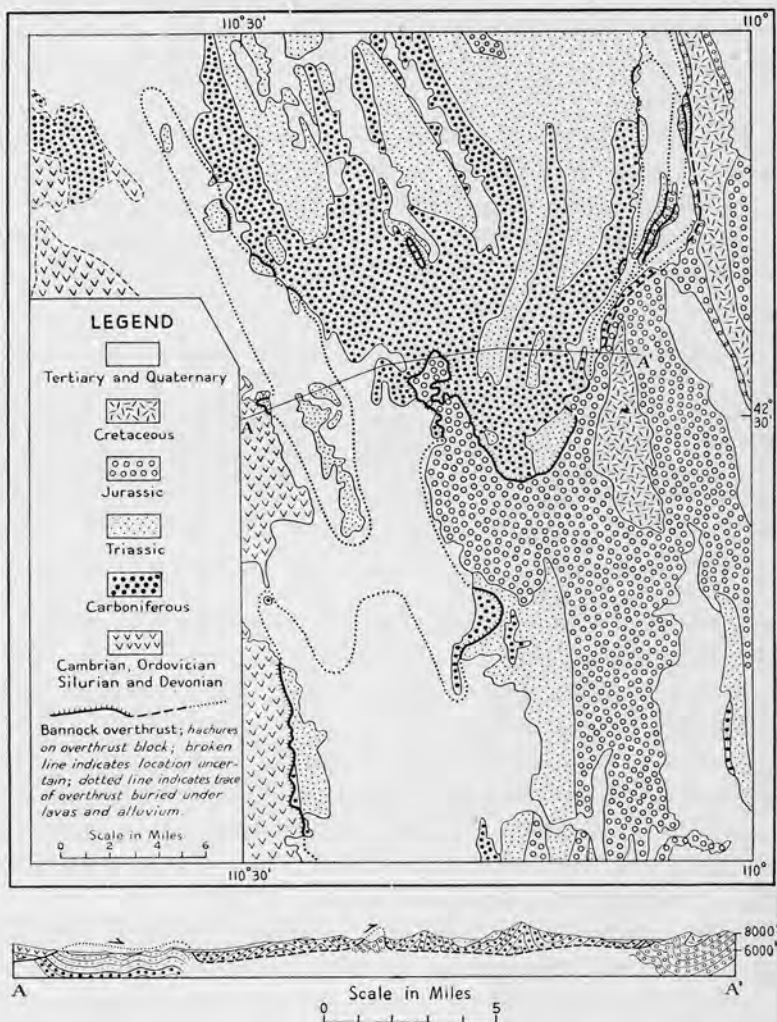 110° 30'
110°
LEGEND
Tertiary and Quaternary
Cretaceous
Jurassic
Triassic
Carboniferous
Cambrian, Ordovician
Silurian and Devonian
Bannock overthrust; hachures
on overthrust block; broken
line indicates location uncer-
tain; dotted line indicates trace
of overthrust buried under
lavas and alluvium.
Scale in Miles
0 2 4 6
A
A'
42°
30'
110° 30'
110°
8000'
6000'
A
A'
Scale in Miles
0 5